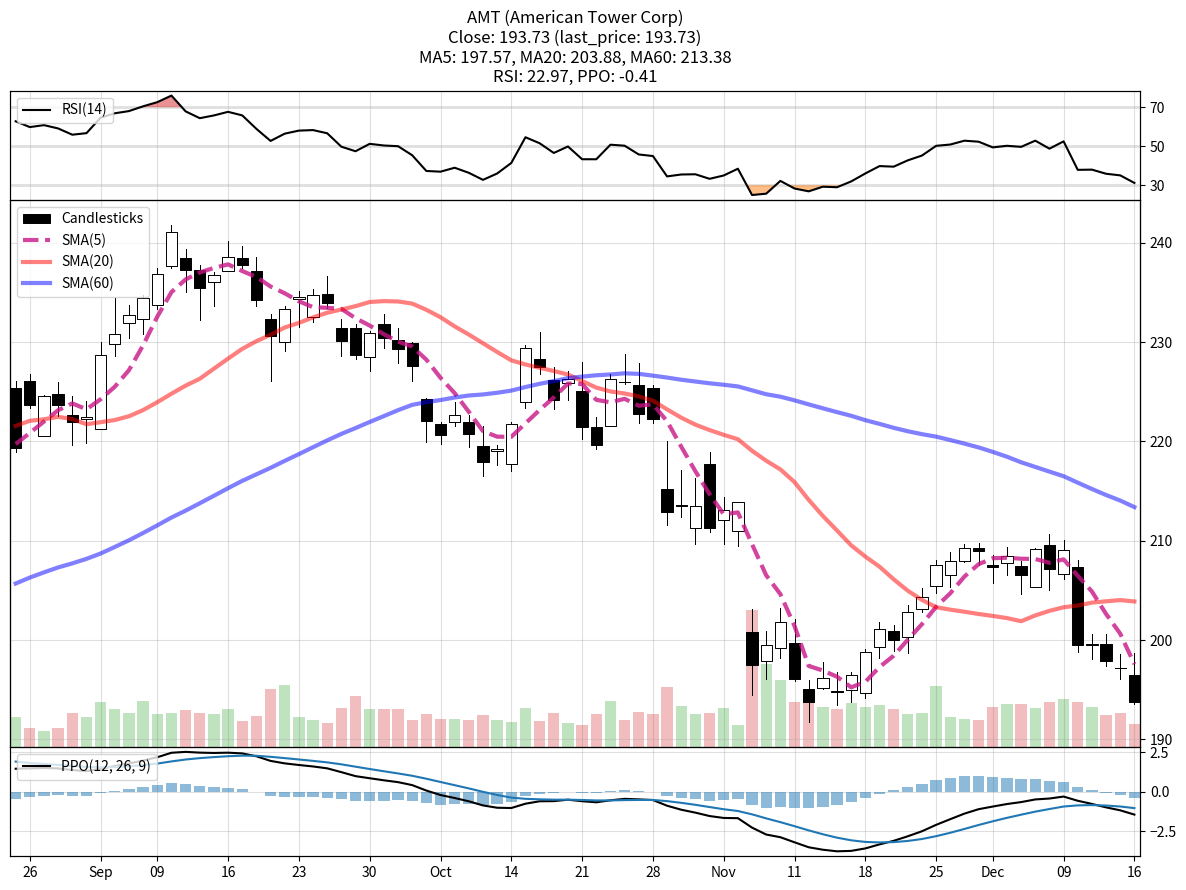 AMT (American Tower Corp)
Close: 193.73 (last_price: 193.73)
MA5: 197.57, MA20: 203.88, MA60: 213.38
RSI: 22.97, PPO: -0.41
RSI(14)
70
50
30
Candlesticks
SMA(5)
SMA(20)
SMA(60)
240
230
220
210
200
190
PPO(12, 26, 9)
2.5
0.0
−2.5
26 Sep 09 16 23 30 Oct 14 21 28 Nov 11 18 25 Dec 09 16